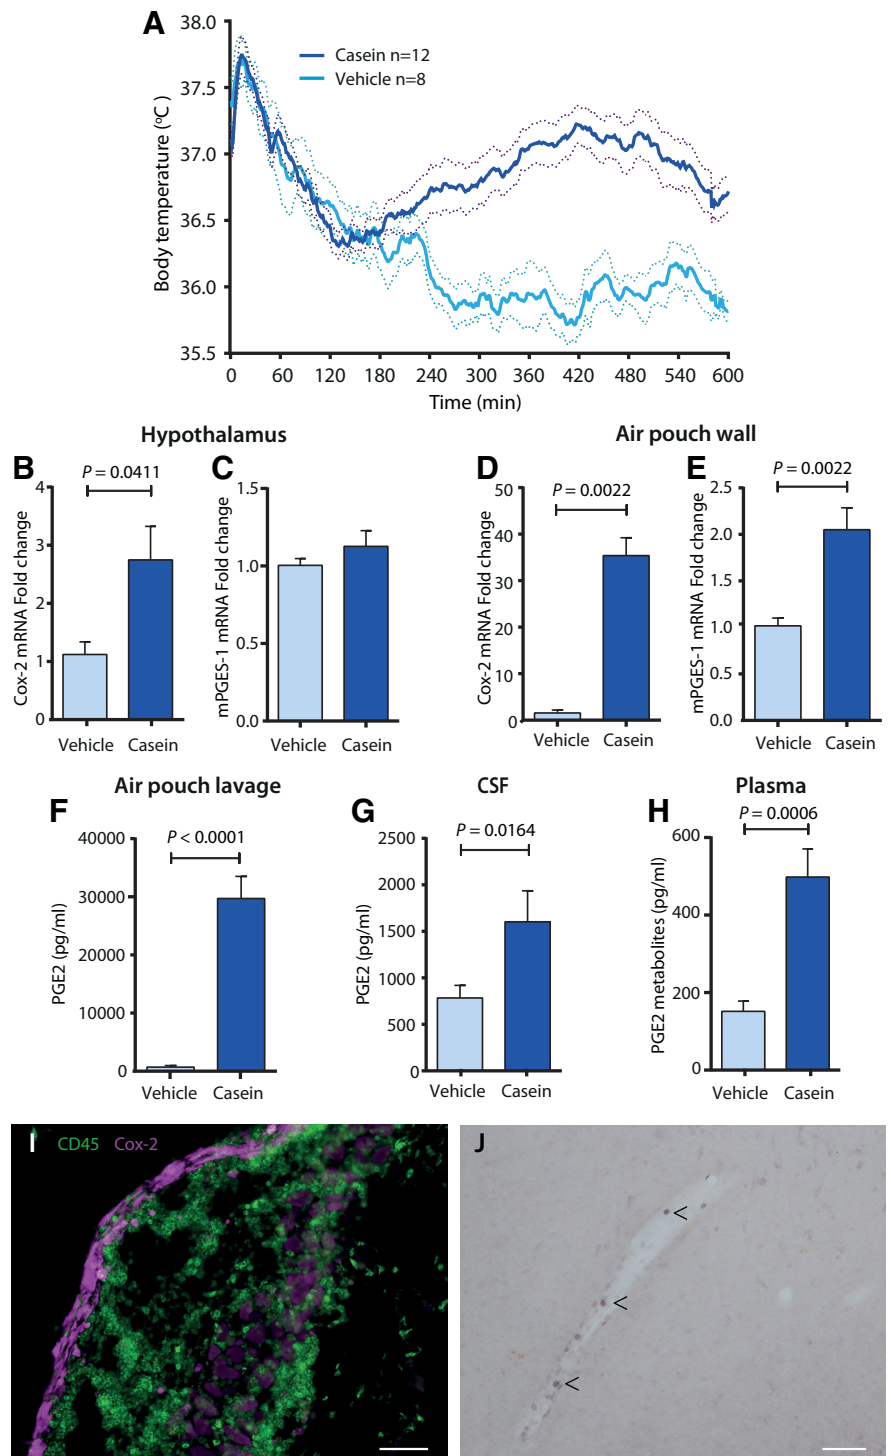 A
Casein n=12
Vehicle n=8
Body temperature (°C )
38.0
37.5
37.0
36.5
36.0
35.5
0 60 120 180 240 300 360 420 480 540 600
Time (min)
Hypothalamus
Air pouch wall
B
P = 0.0411
Cox-2 mRNA Fold change
4
3
2
1
0
Vehicle Casein
C
mPGES-1 mRNA Fold change
1.5
1.0
0.5
0.0
Vehicle Casein
D
P = 0.0022
Cox-2 mRNA Fold change
50
40
30
20
10
0
Vehicle Casein
E
P = 0.0022
mPGES-1 mRNA Fold change
2.5
2.0
1.5
1.0
0.5
0.0
Vehicle Casein
Air pouch lavage
F
P < 0.0001
PGE2 (pg/ml)
40000
30000
20000
10000
0
Vehicle Casein
CSF
G
P = 0.0164
PGE2 (pg/ml)
2500
2000
1500
1000
500
0
Vehicle Casein
Plasma
H
P = 0.0006
PGE2 metabolites (pg/ml)
600
400
200
0
Vehicle Casein
I CD45 Cox-2
J